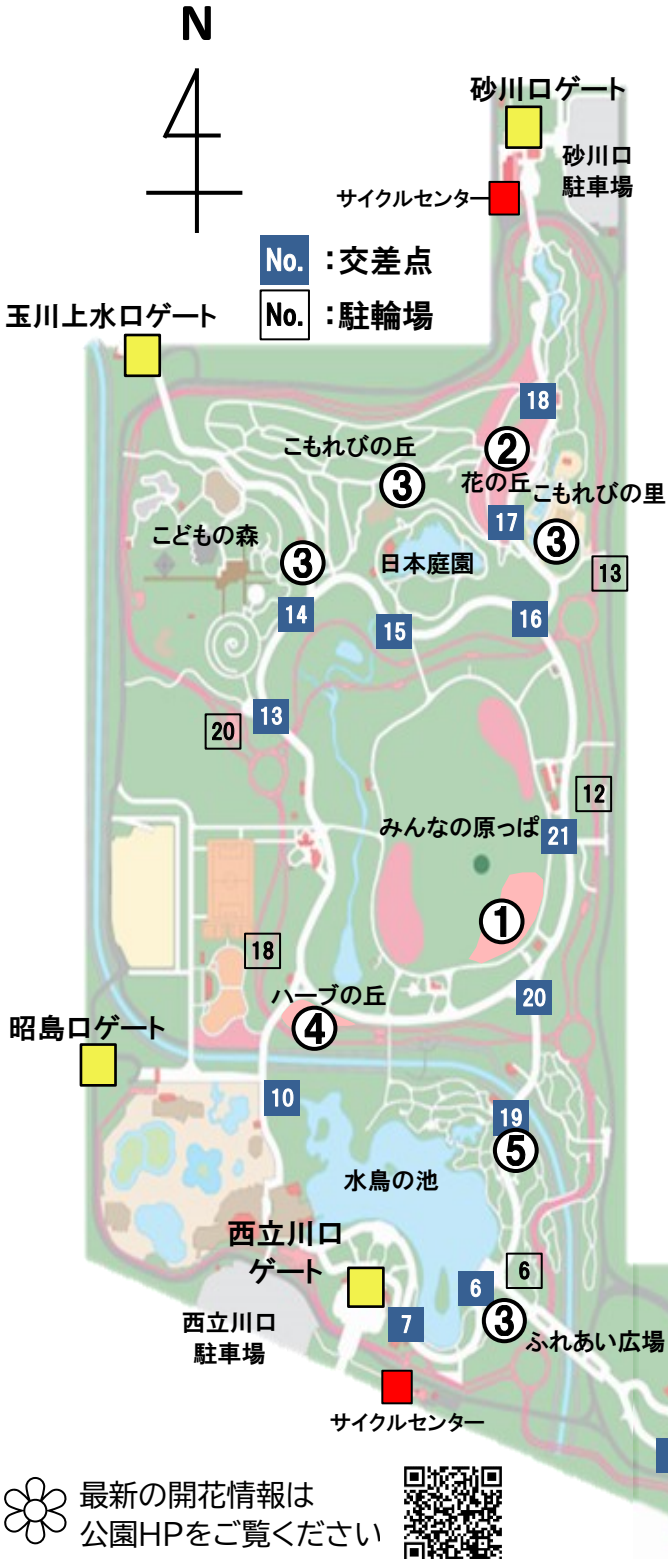 N
砂川口ゲート
砂川口
駐車場
サイクルセンター
No. ：交差点
No. ：駐輪場
玉川上水口ゲート
18
こもれびの丘
②
③
花の丘
こもれびの里
17
こどもの森
③
日本庭園
③
13
14
15
16
13
20
12
みんなの原っぱ
21
①
18
ハーブの丘
20
④
昭島口ゲート
10
19
⑤
水鳥の池
西立川口
ゲート
6
6
7
③
西立川口
駐車場
ふれあい広場
サイクルセンター
最新の開花情報は
公園HPをご覧ください